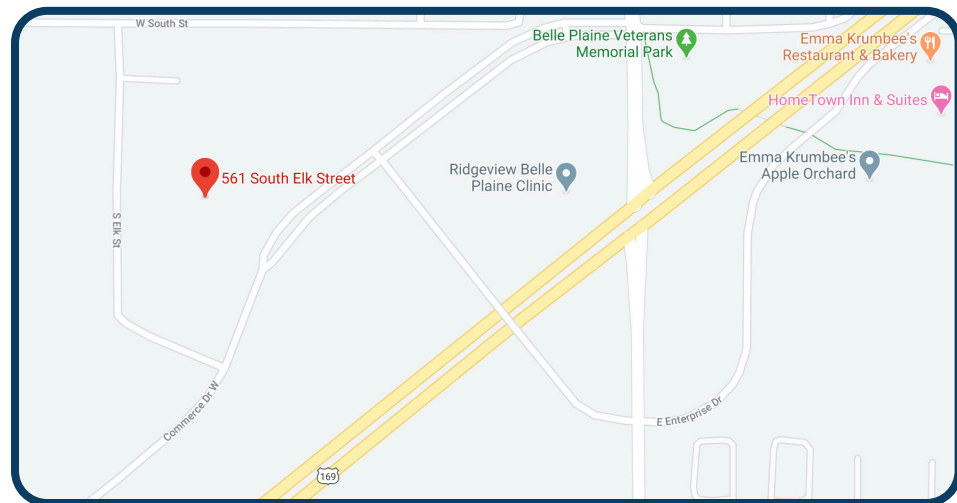 W South St
Belle Plaine Veterans
Memorial Park
Emma Krumbee's
Restaurant & Bakery
HomeTown Inn & Suites
Emma Krumbee's
Apple Orchard
Ridgeview Belle
Plaine Clinic
561 South Elk Street
S Elk St
Commerce Dr W
E Enterprise Dr
169